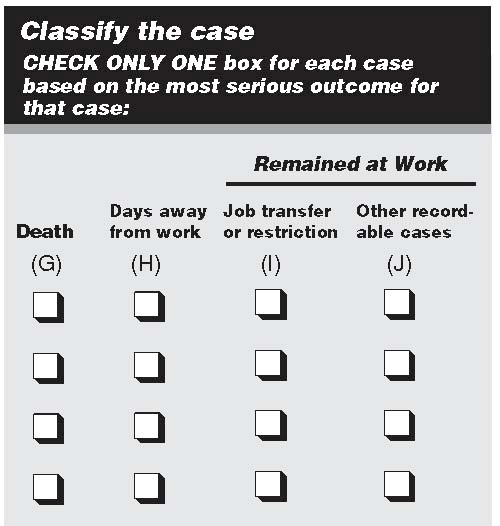 Classify the case
CHECK ONLY ONE box for each case
based on the most serious outcome for
that case:
Remained at Work
Death
Days away
from work
Job transfer
or restriction
Other record-
able cases
(G) (H) (I) (J)